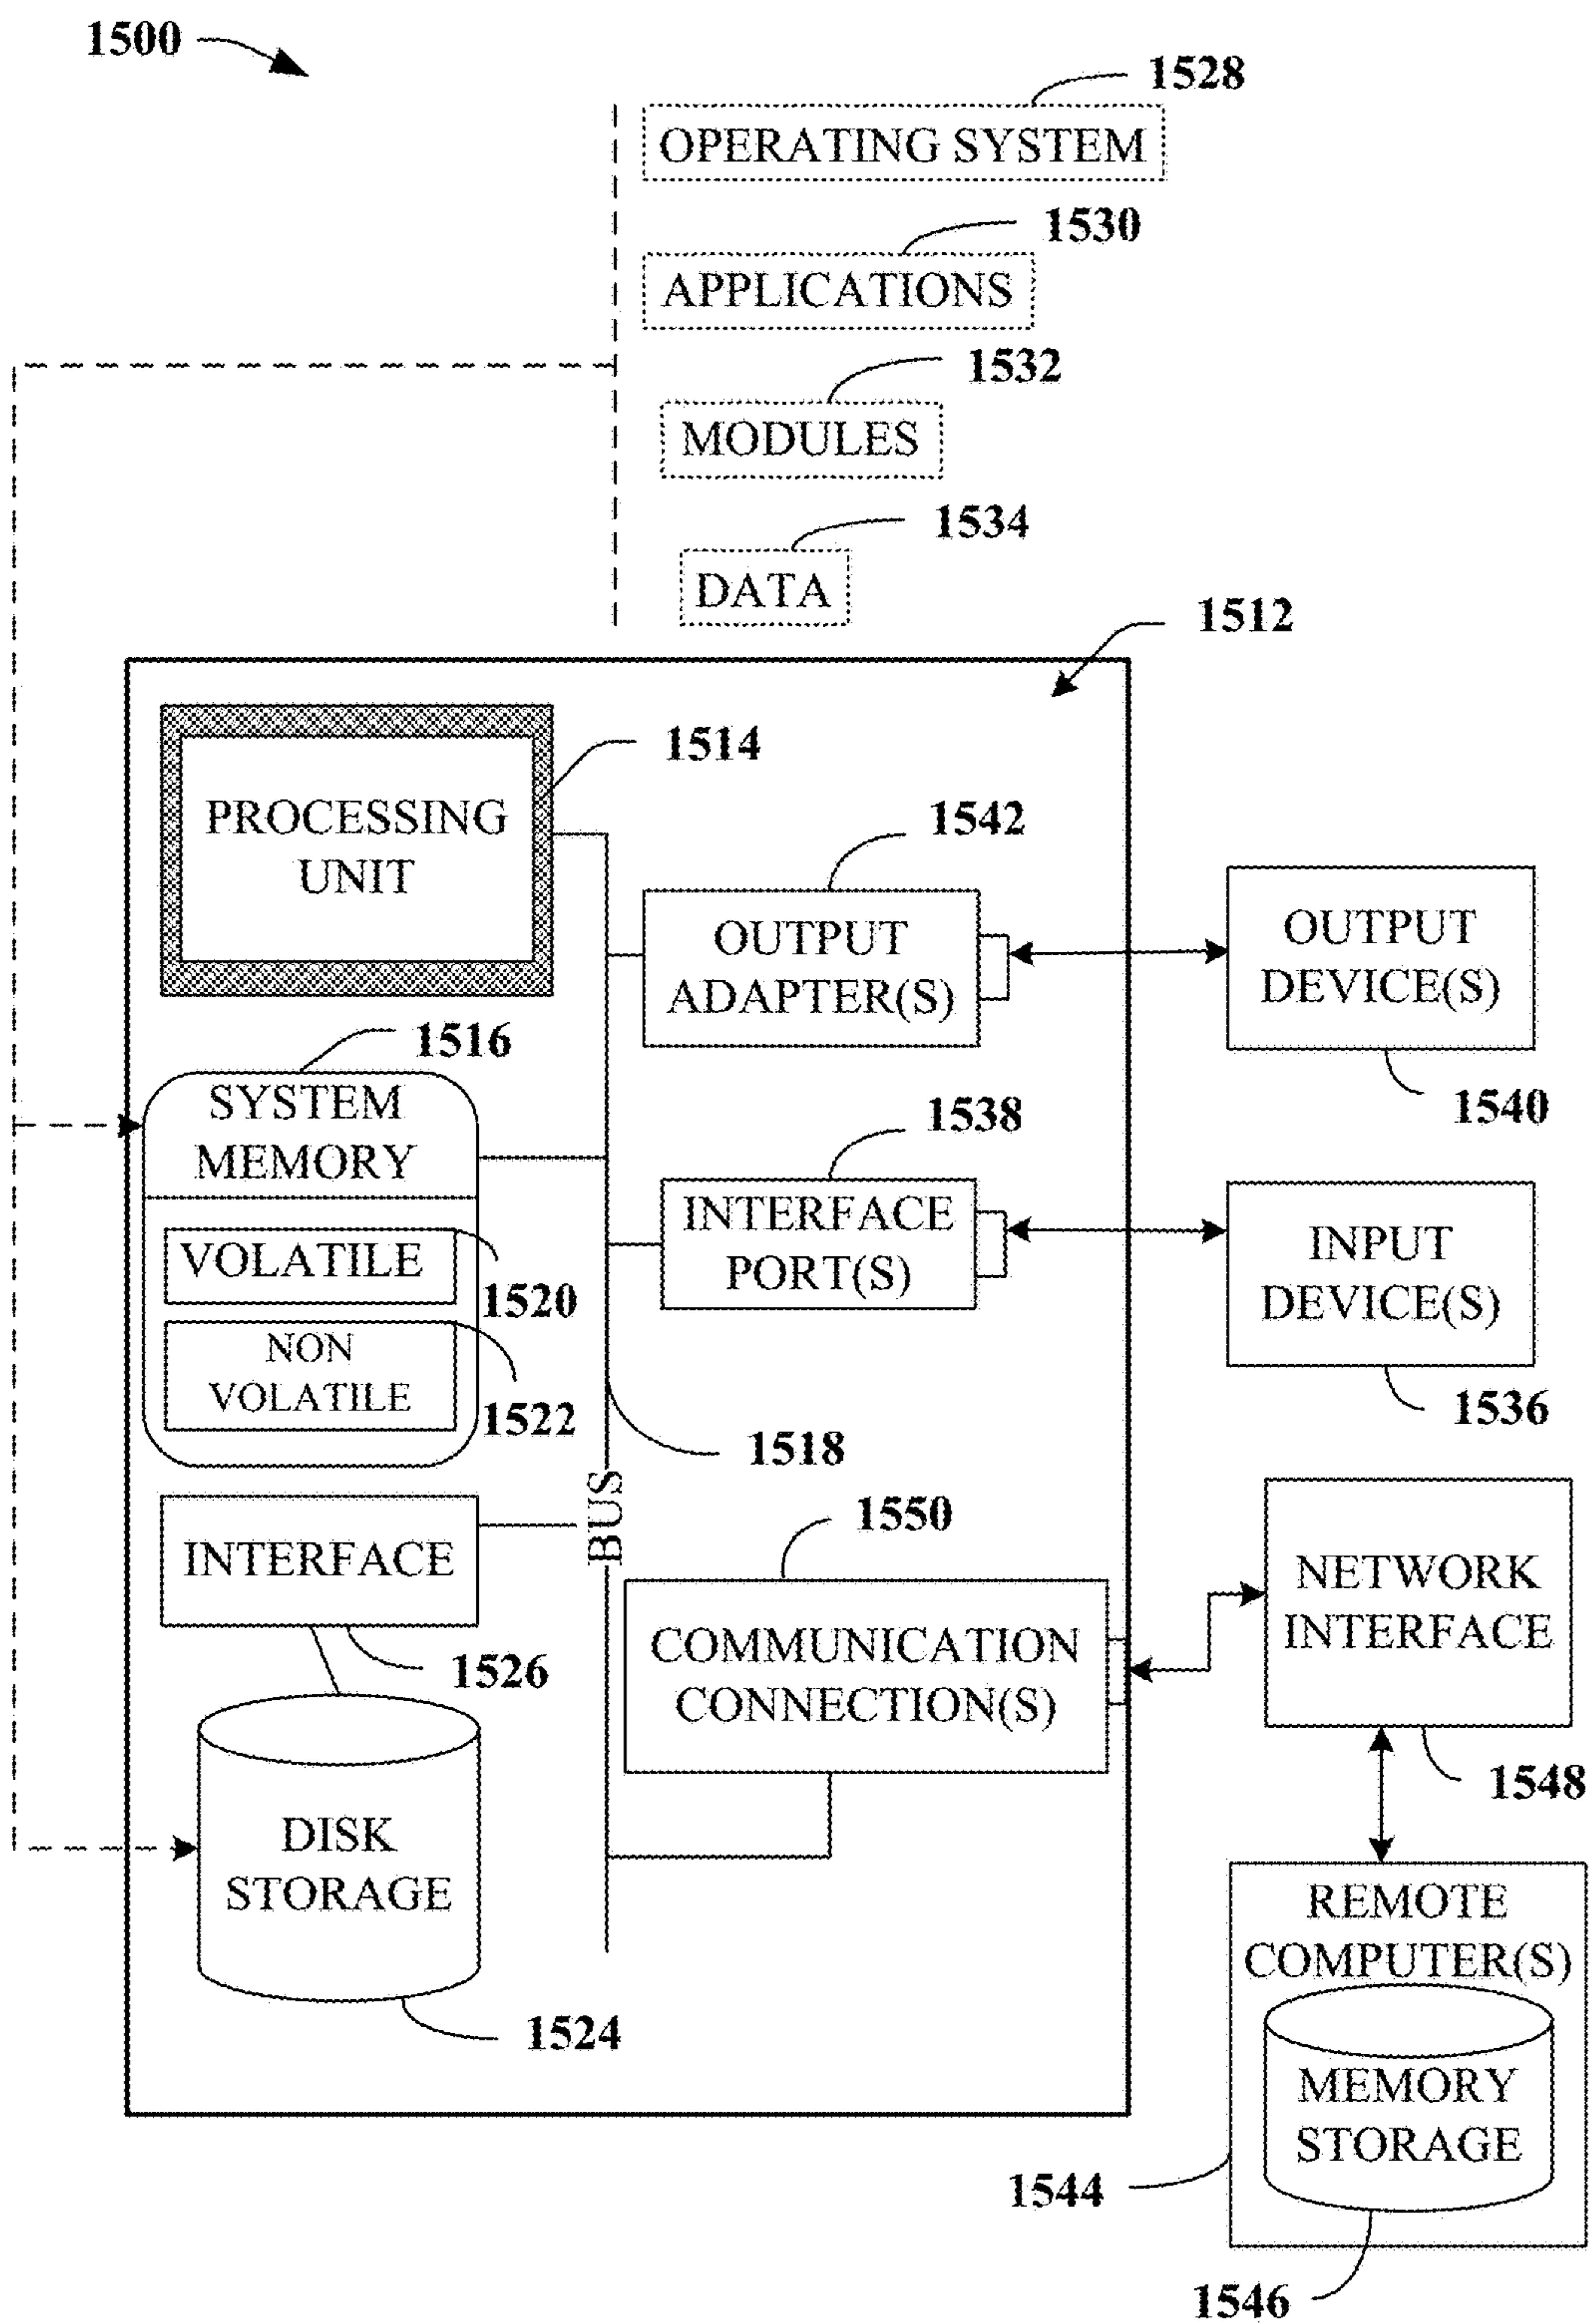 1500
1528
OPERATING SYSTEM
1530
APPLICATIONS
1532
MODULES
1534
DATA
1512
1514
PROCESSING
UNIT
1542
OUTPUT
ADAPTER(S)
OUTPUT
DEVICE(S)
1540
1516
SYSTEM
MEMORY
VOLATILE
1520
NON
VOLATILE
1522
1538
INTERFACE
PORT(S)
INPUT
DEVICE(S)
1536
1518
BUS
INTERFACE
1526
1550
COMMUNICATION
CONNECTION(S)
NETWORK
INTERFACE
1548
DISK
STORAGE
1524
REMOTE
COMPUTER(S)
MEMORY
STORAGE
1544
1546